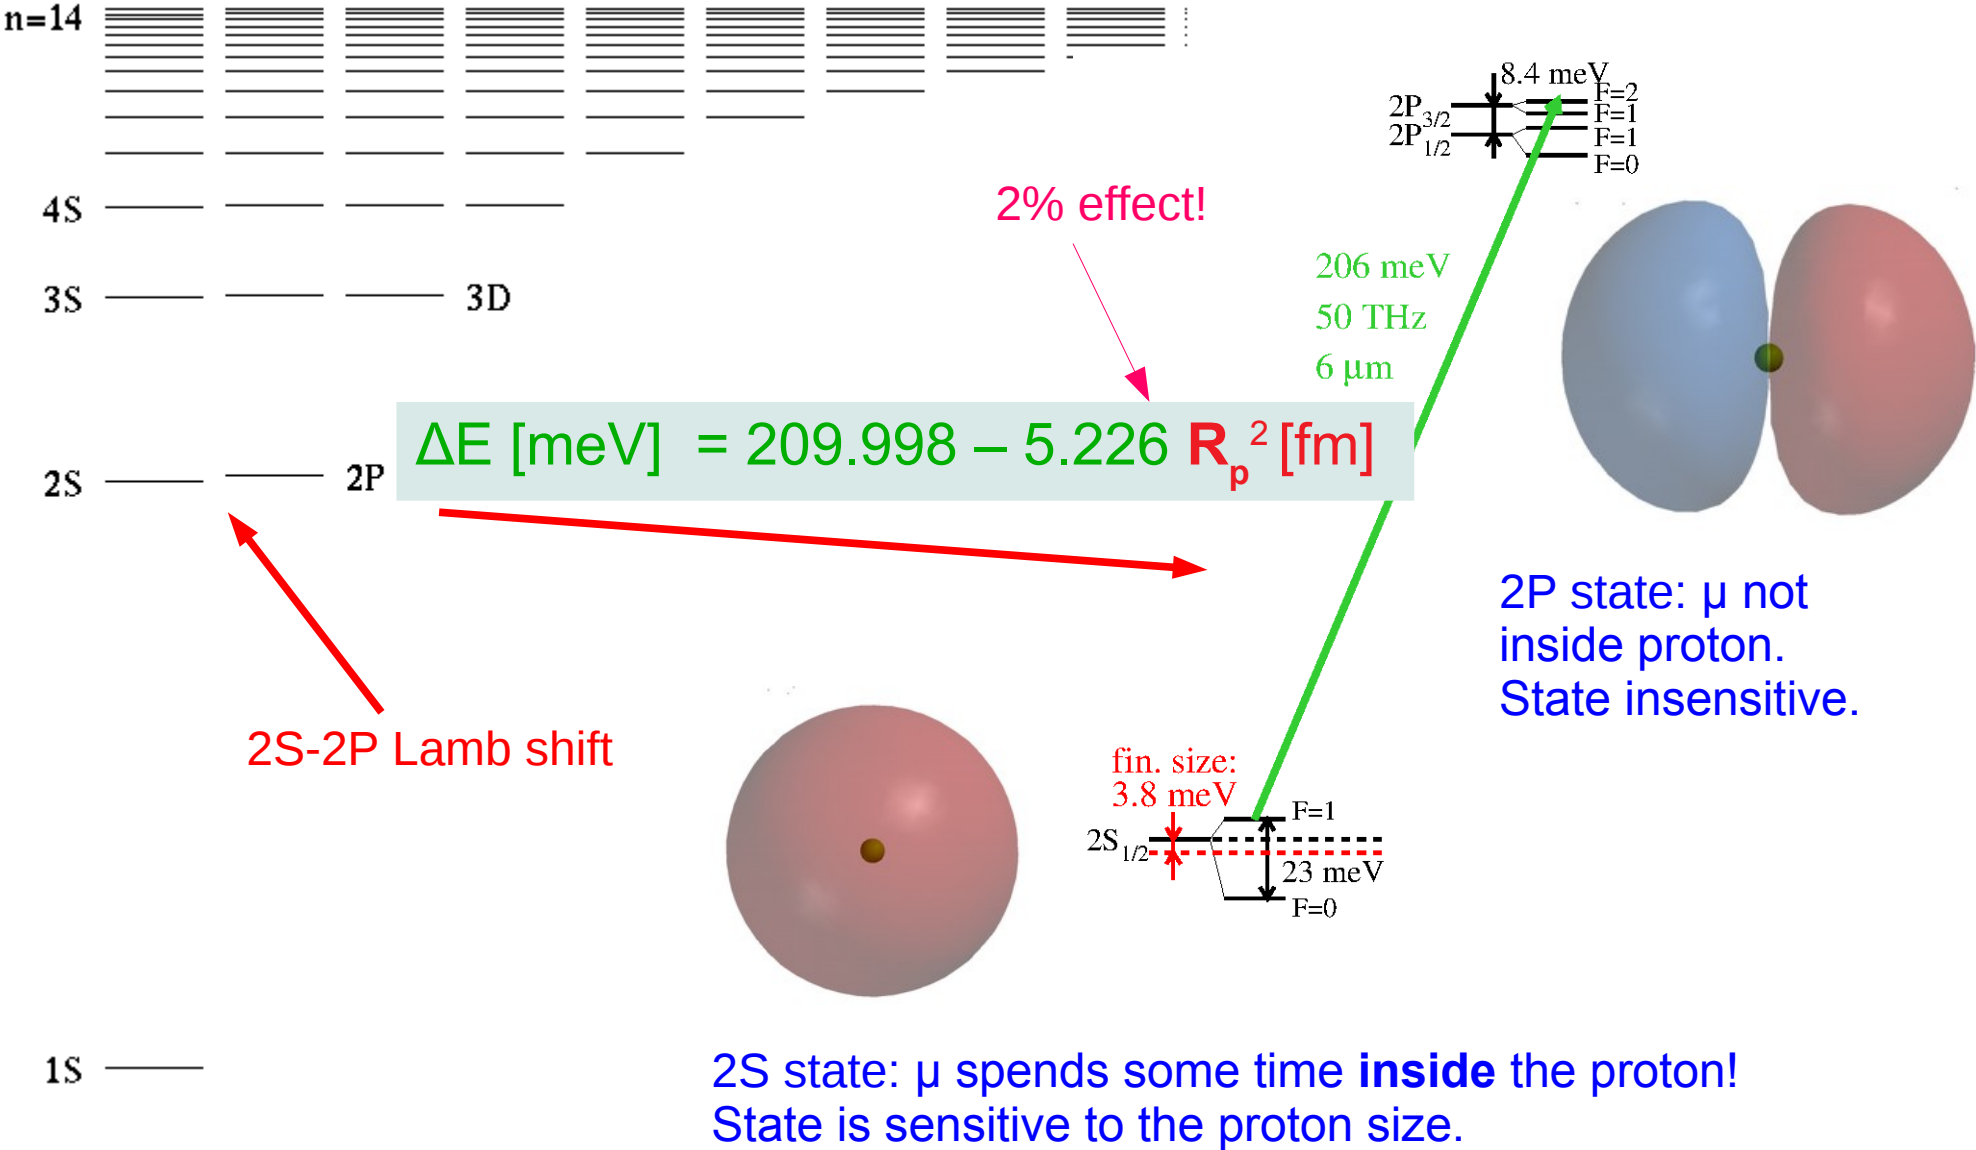 n=14
8.4 meV
F=2
2P3/2
F=1
2P1/2
F=1
F=0
2% effect!
4S
206 meV
3S
3D
50 THz
6 μm
ΔE [meV] = 209.998 – 5.226 Rp² [fm]
2S
2P
2P state: μ not
inside proton.
State insensitive.
2S-2P Lamb shift
fin. size:
3.8 meV
F=1
2S1/2
23 meV
F=0
1S
2S state: μ spends some time inside the proton!
State is sensitive to the proton size.